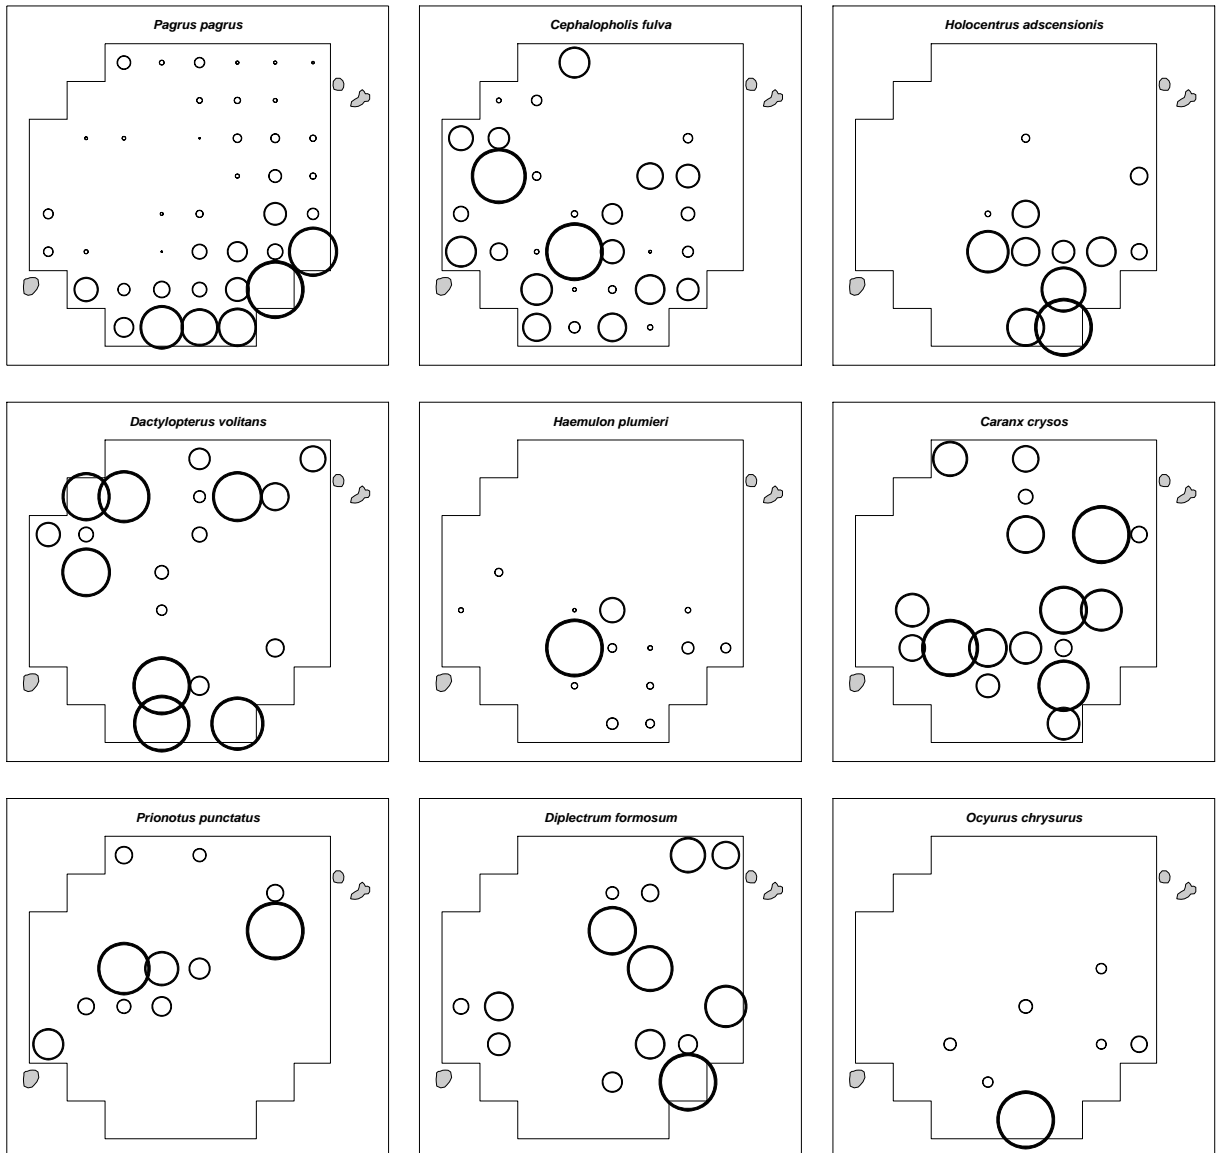 Pagrus pagrus
Cephalopholis fulva
Holocentrus adscensionis
Dactylopterus volitans
Haemulon plumieri
Caranx crysos
Prionotus punctatus
Diplectrum formosum
Ocyurus chrysurus